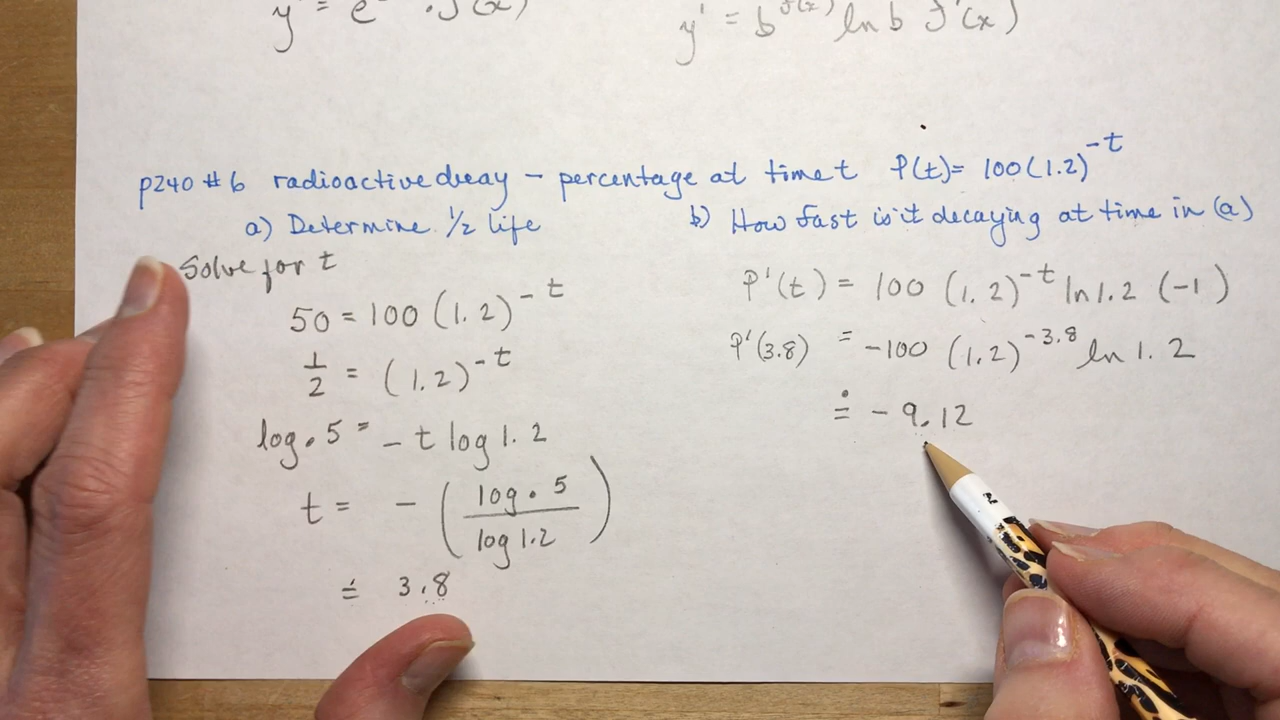 y' = e . f(x)
y' = b^f(x) ln b f'(x)
p240 #6 radioactive decay – percentage at time t P(t)= 100(1.2)^-t
a) Determine 1/2 life
Solve for t
50 = 100 (1.2)^-t
1/2 = (1.2)^-t
log .5 = -t log 1.2
t = - (log .5 / log 1.2)
≐ 3.8
b) How fast is it decaying at time in (a)
P'(t) = 100 (1.2)^-t ln 1.2 (-1)
P'(3.8) = -100 (1.2)^-3.8 ln 1.2
≐ -9.12